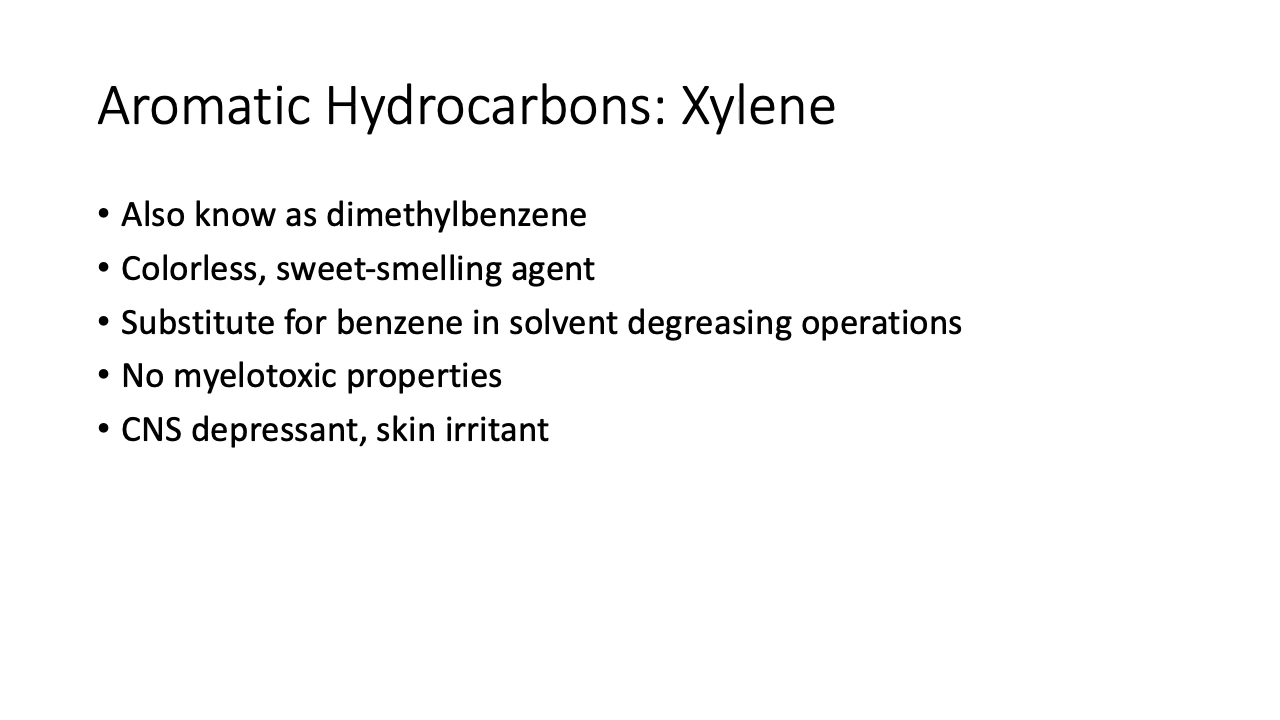 Aromatic Hydrocarbons: Xylene
• Also know as dimethylbenzene
• Colorless, sweet-smelling agent
• Substitute for benzene in solvent degreasing operations
• No myelotoxic properties
• CNS depressant, skin irritant